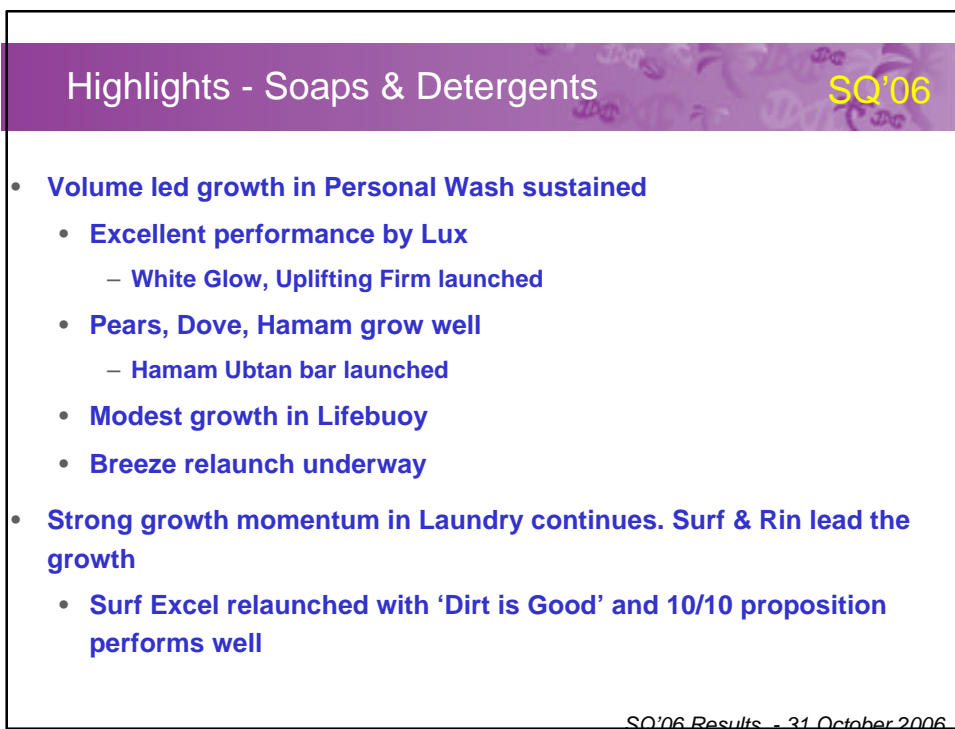 Highlights - Soaps & Detergents
SQ'06
• Volume led growth in Personal Wash sustained
• Excellent performance by Lux
– White Glow, Uplifting Firm launched
• Pears, Dove, Hamam grow well
– Hamam Ubtan bar launched
• Modest growth in Lifebuoy
• Breeze relaunch underway
• Strong growth momentum in Laundry continues. Surf & Rin lead the
growth
• Surf Excel relaunched with ‘Dirt is Good’ and 10/10 proposition
performs well
SQ'06 Results - 31 October 2006